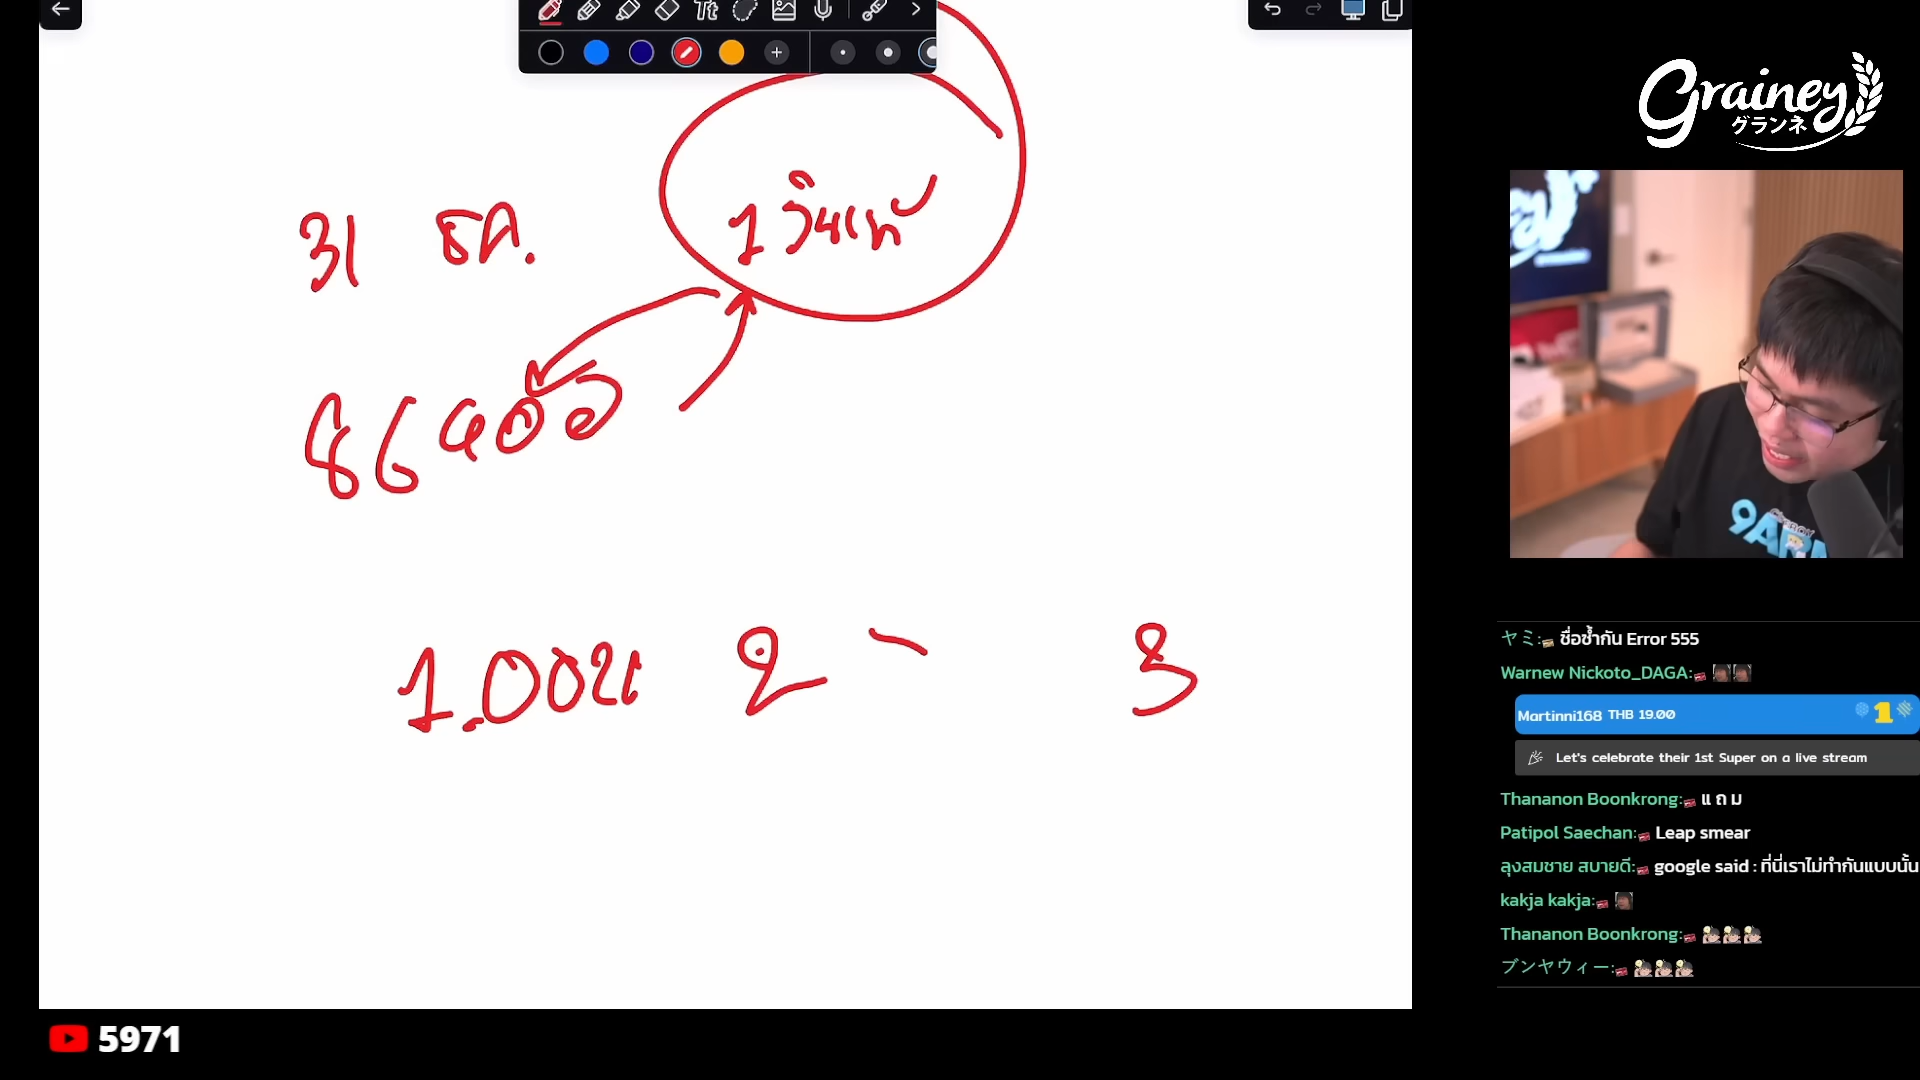 Tt
31 ธค. 1 วินาที
86400
1.0021 2 3
5971
Grainey
グランネ
9ARM
ヤミ: ชื่อซ้ำกัน Error 555
Warnew Nickoto_DAGA:
Martinni168 THB 19.00 1
Let's celebrate their 1st Super on a live stream
Thananon Boonkrong: แ ถ ม
Patipol Saechan: Leap smear
ลุงสมชาย สบายดี: google said : ที่นี่เราไม่ทำกันแบบนั้น
kakja kakja:
Thananon Boonkrong:
ブンヤウィー: